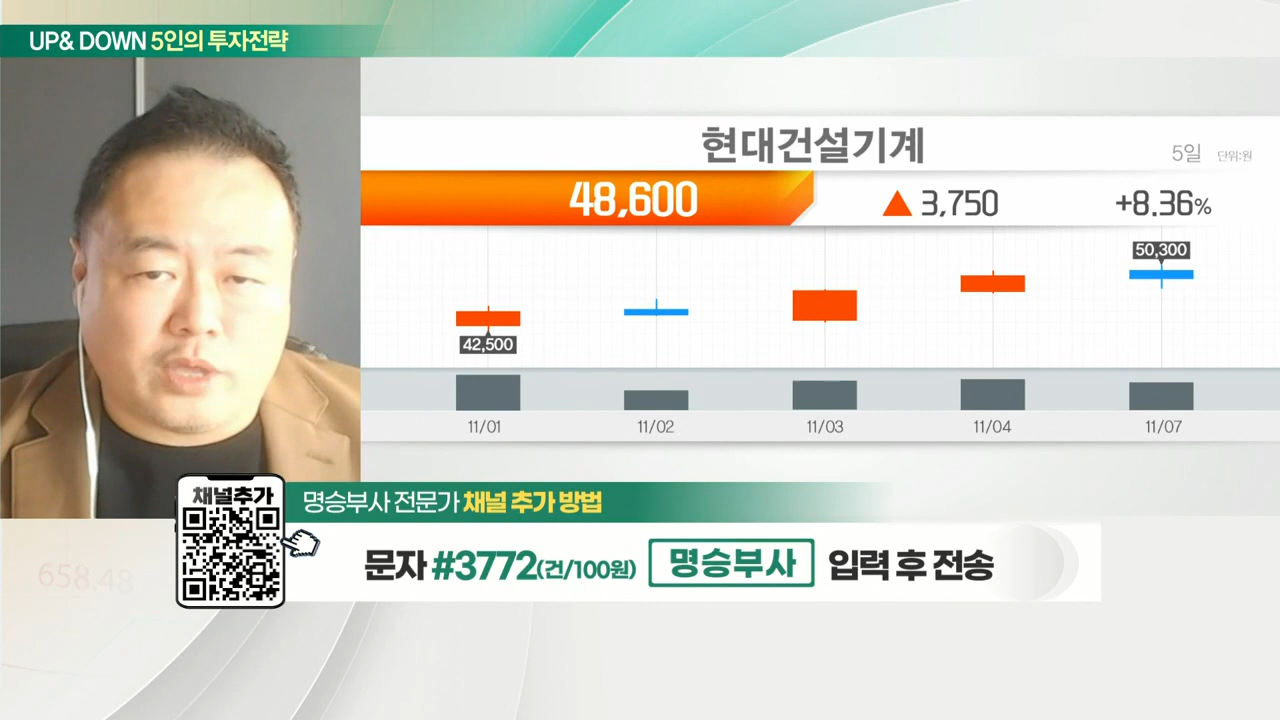 UP& DOWN 5인의 투자전략
현대건설기계
5일 단위:원
48,600 ▲ 3,750 +8.36%
50,300
42,500
11/01 11/02 11/03 11/04 11/07
채널추가
명승부사 전문가 채널 추가 방법
문자 #3772(건/100원) 명승부사 입력 후 전송
658.48